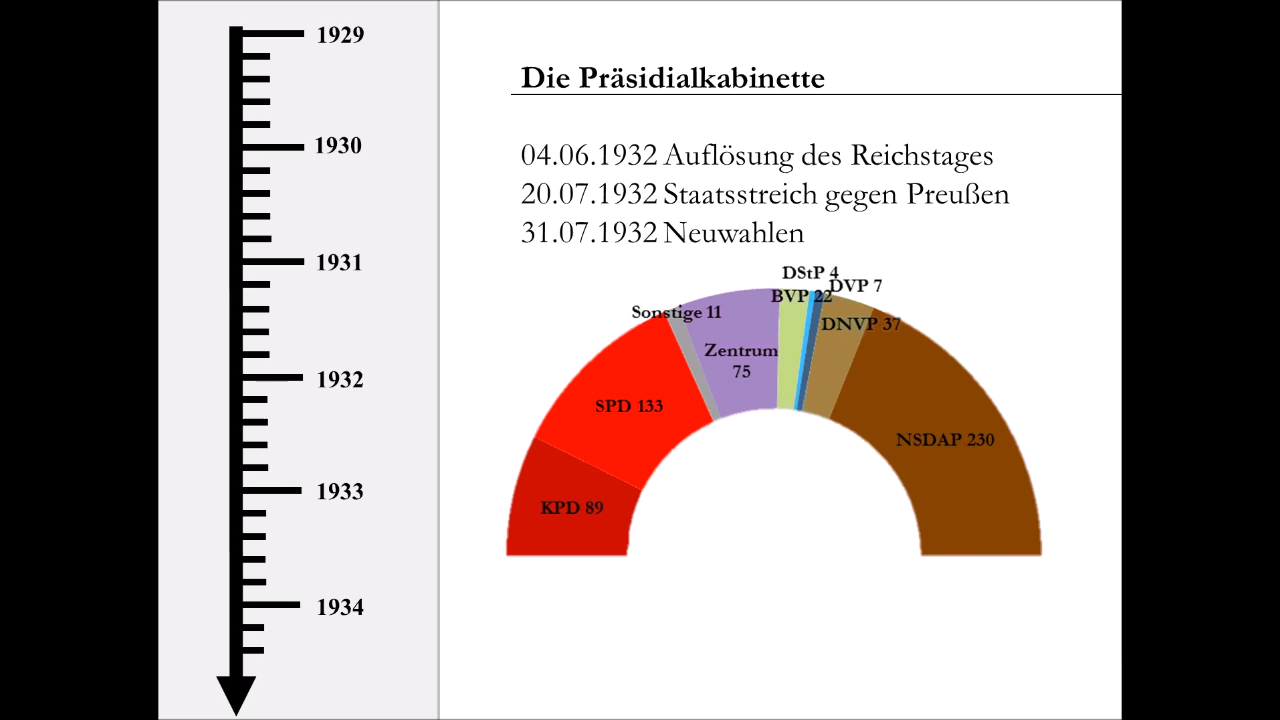 1929
1930
1931
1932
1933
1934
Die Präsidialkabinette
04.06.1932 Auflösung des Reichstages
20.07.1932 Staatsstreich gegen Preußen
31.07.1932 Neuwahlen
DStP 4
DVP 7
BVP 22
Sonstige 11
DNVP 37
Zentrum
75
SPD 133
NSDAP 230
KPD 89